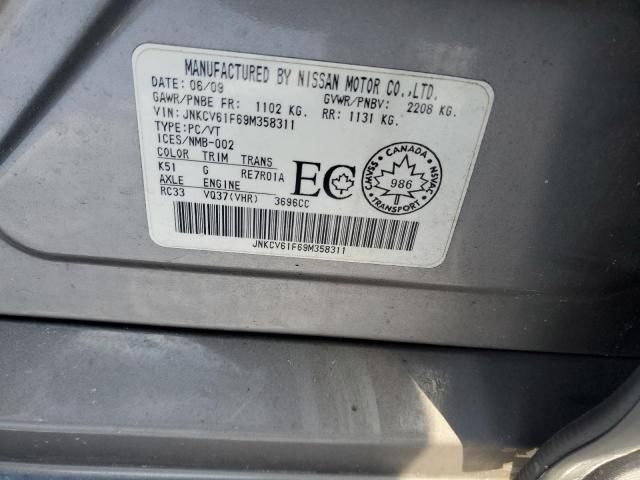 MANUFACTURED BY NISSAN MOTOR CO.,LTD.
DATE: 06/09 GVWR/PNBV: 2208 KG.
GAWR/PNBE FR: 1102 KG. RR: 1131 KG.
VIN: JNKCV61F69M358311
TYPE:PC/VT
ICES/NMB-002
COLOR TRIM TRANS
K51 G RE7R01A
AXLE ENGINE
RC33 VQ37(VHR) 3696CC
EC
CANADA
CMVSS NSVAC
986
TRANSPORT
JNKCV61F69M358311